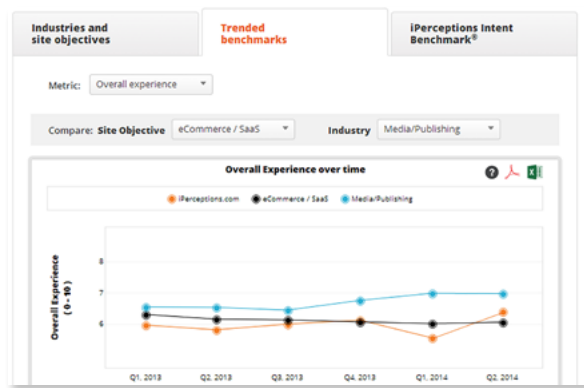 Industries and
site objectives
Trended
benchmarks
iPerceptions Intent
Benchmark®
Metric: Overall experience
Compare: Site Objective eCommerce / SaaS Industry Media/Publishing
Overall Experience over time
?
iPerceptions.com eCommerce / SaaS Media/Publishing
Overall Experience
( 0 - 10 )
8
7
6
Q1, 2013 Q2, 2013 Q3, 2013 Q4, 2013 Q1, 2014 Q2, 2014